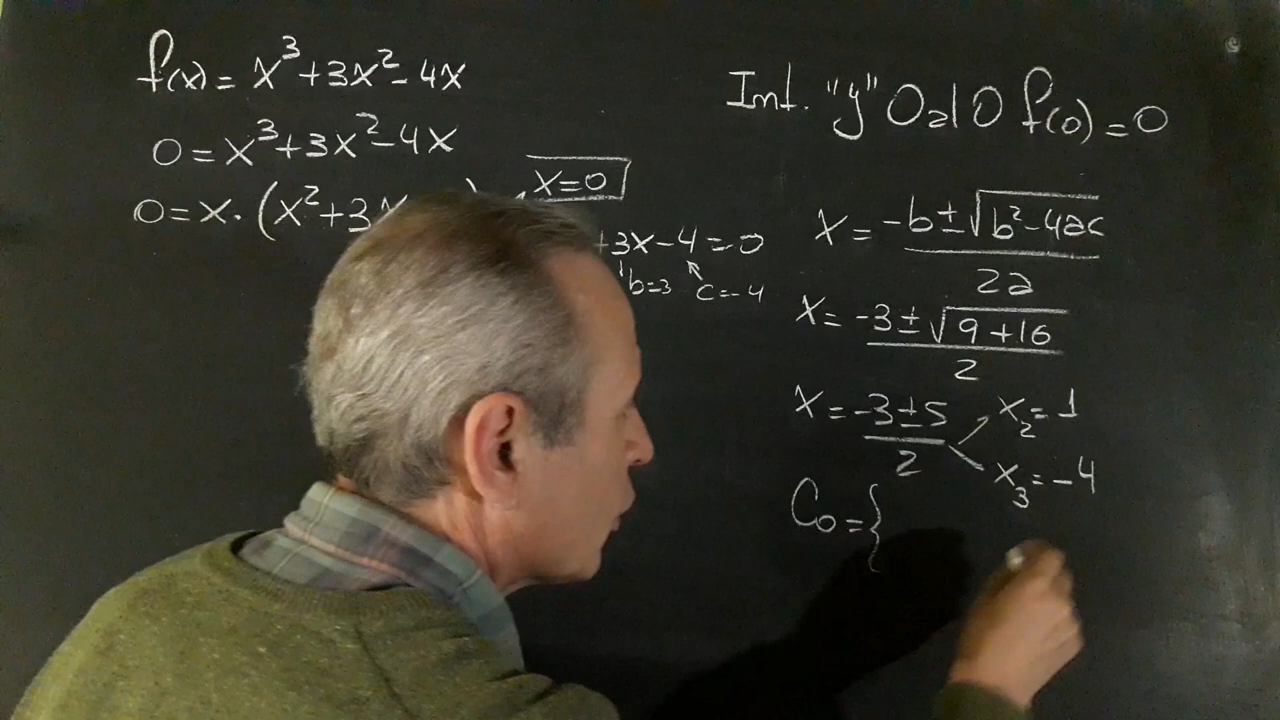 f(x) = x³+3x²-4x
0 = x³+3x²-4x
0 = x·(x²+3x )
x=0
+3x-4=0
b=3
c=-4
Int. "y" O al O f(0)=0
x = -b±√b²-4ac
2a
x = -3±√9+16
2
x = -3±5
2
x₂=1
x₃=-4
C₀={